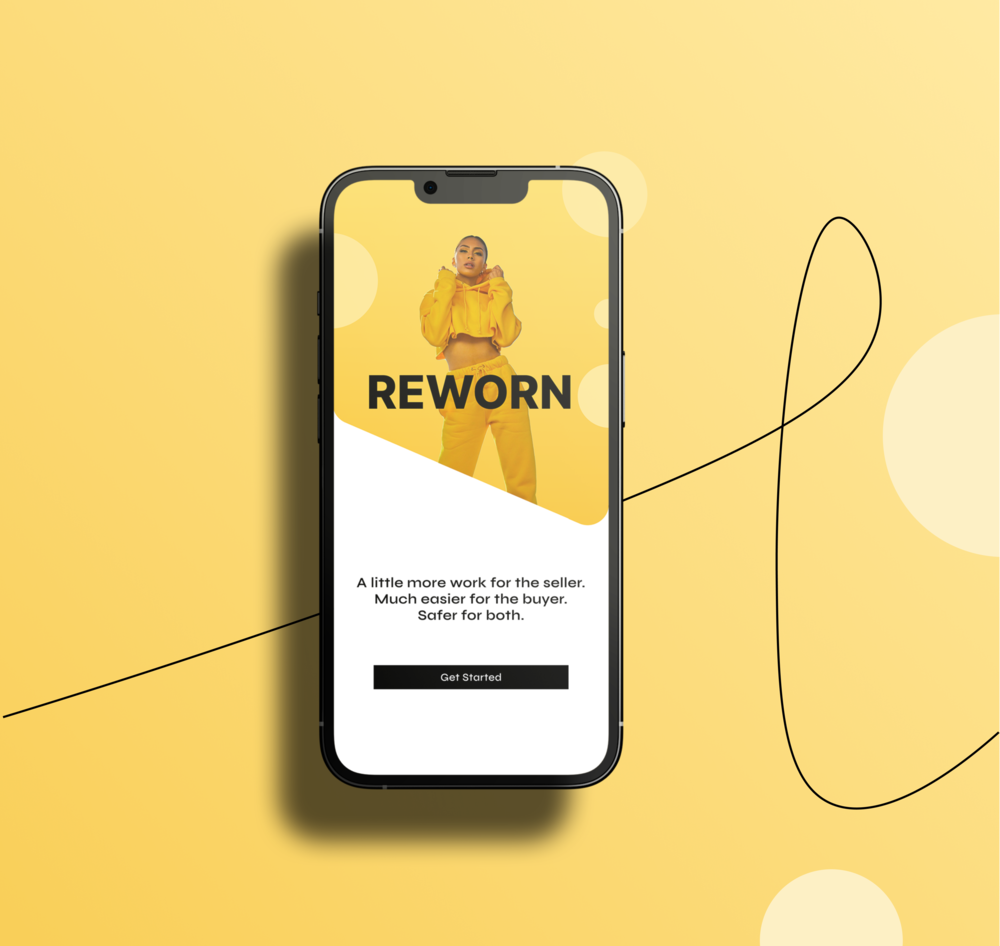 REWORN
A little more work for the seller.
Much easier for the buyer.
Safer for both.
Get Started